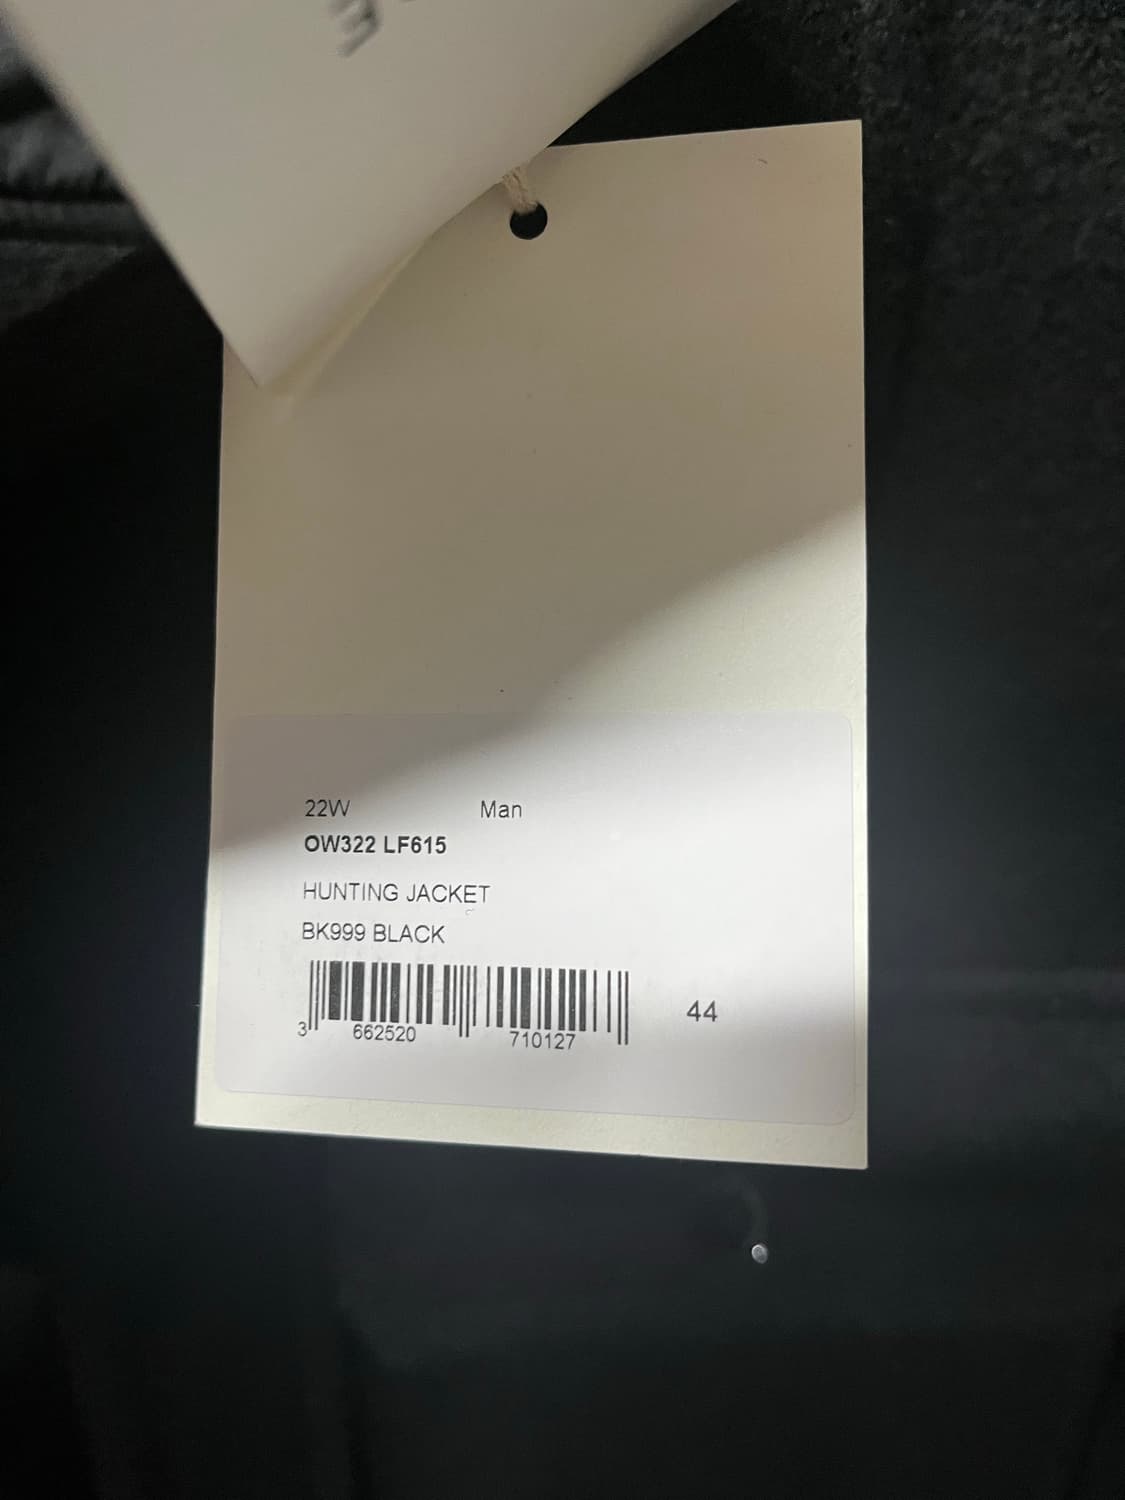 22W Man
OW322 LF615
HUNTING JACKET
BK999 BLACK
3 662520 710127
44